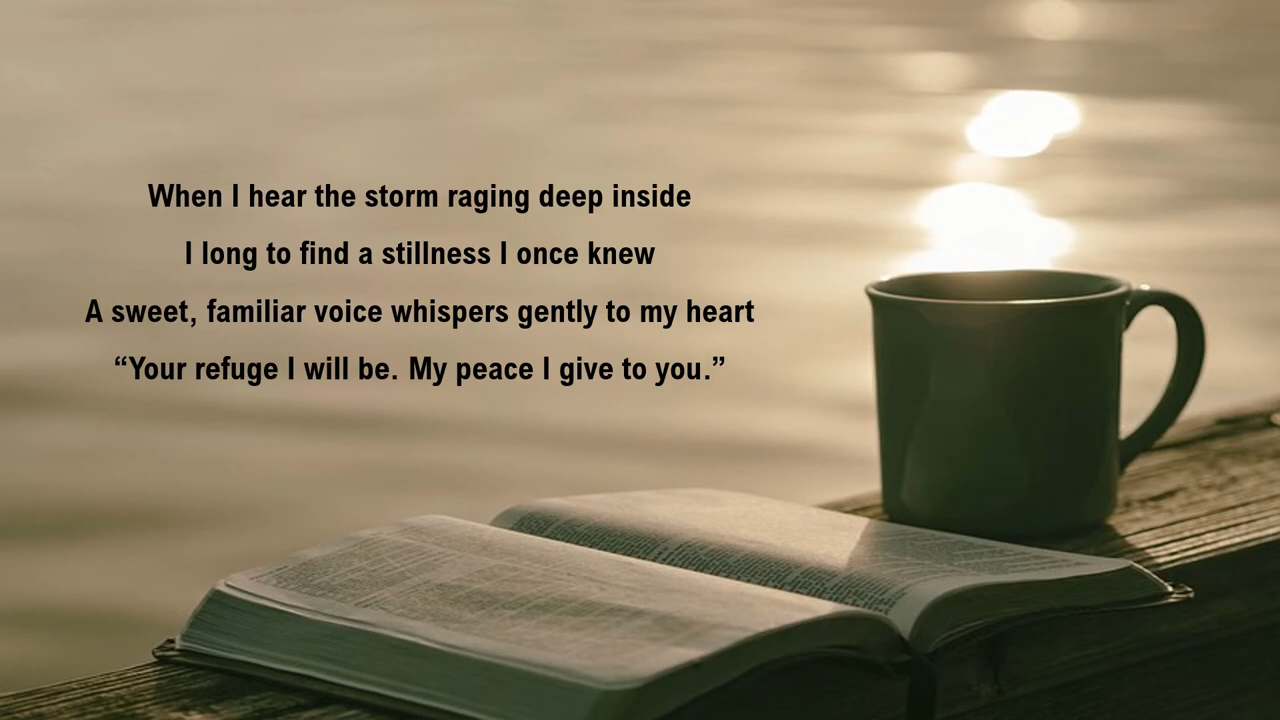 When I hear the storm raging deep inside
I long to find a stillness I once knew
A sweet, familiar voice whispers gently to my heart
“Your refuge I will be. My peace I give to you.”